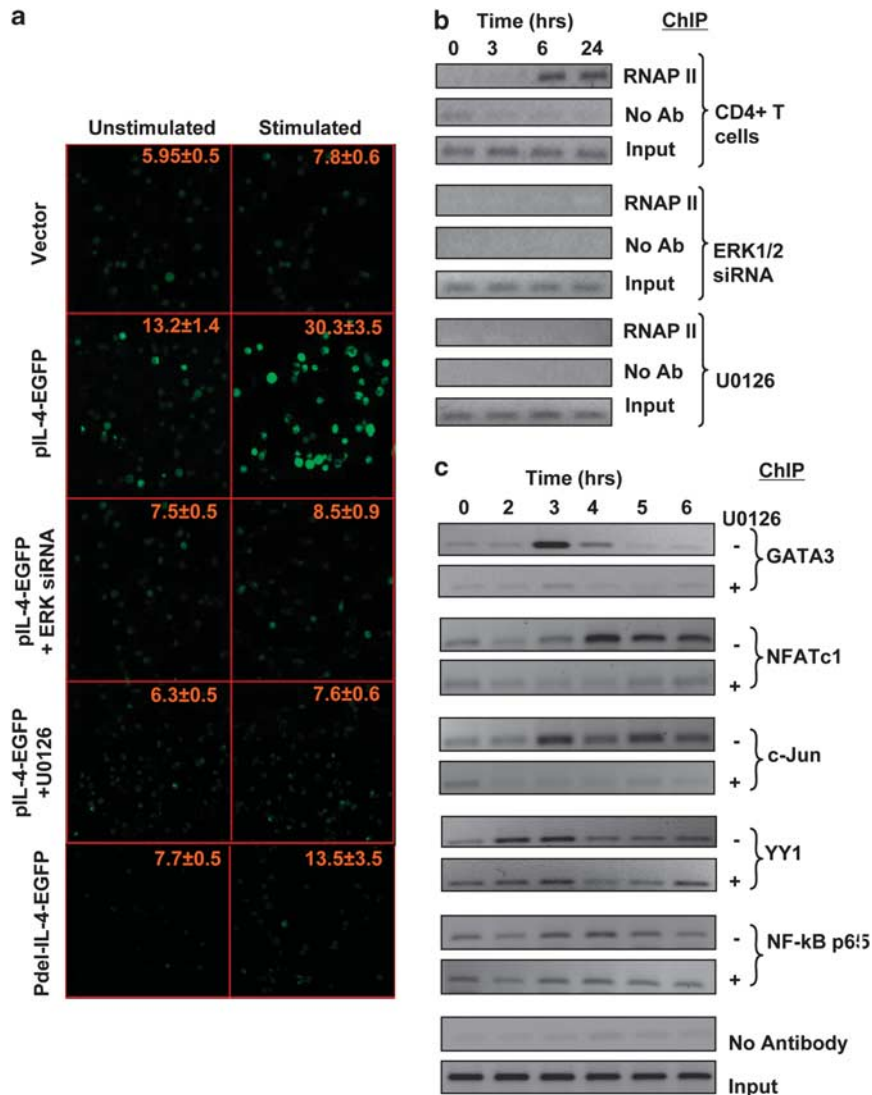 a
Unstimulated Stimulated
Vector
5.95±0.5 7.8±0.6
pIL-4-EGFP
13.2±1.4 30.3±3.5
pIL-4-EGFP
+ ERK siRNA
7.5±0.5 8.5±0.9
pIL-4-EGFP
+U0126
6.3±0.5 7.6±0.6
Pdel-IL-4-EGFP
7.7±0.5 13.5±3.5
b
Time (hrs) ChIP
0 3 6 24
RNAP II
No Ab
Input
CD4+ T
cells
RNAP II
No Ab
Input
ERK1/2
siRNA
RNAP II
No Ab
Input
U0126
c
Time (hrs) ChIP
0 2 3 4 5 6 U0126
-
+
GATA3
-
+
NFATc1
-
+
c-Jun
-
+
YY1
-
+
NF-kB p65
No Antibody
Input